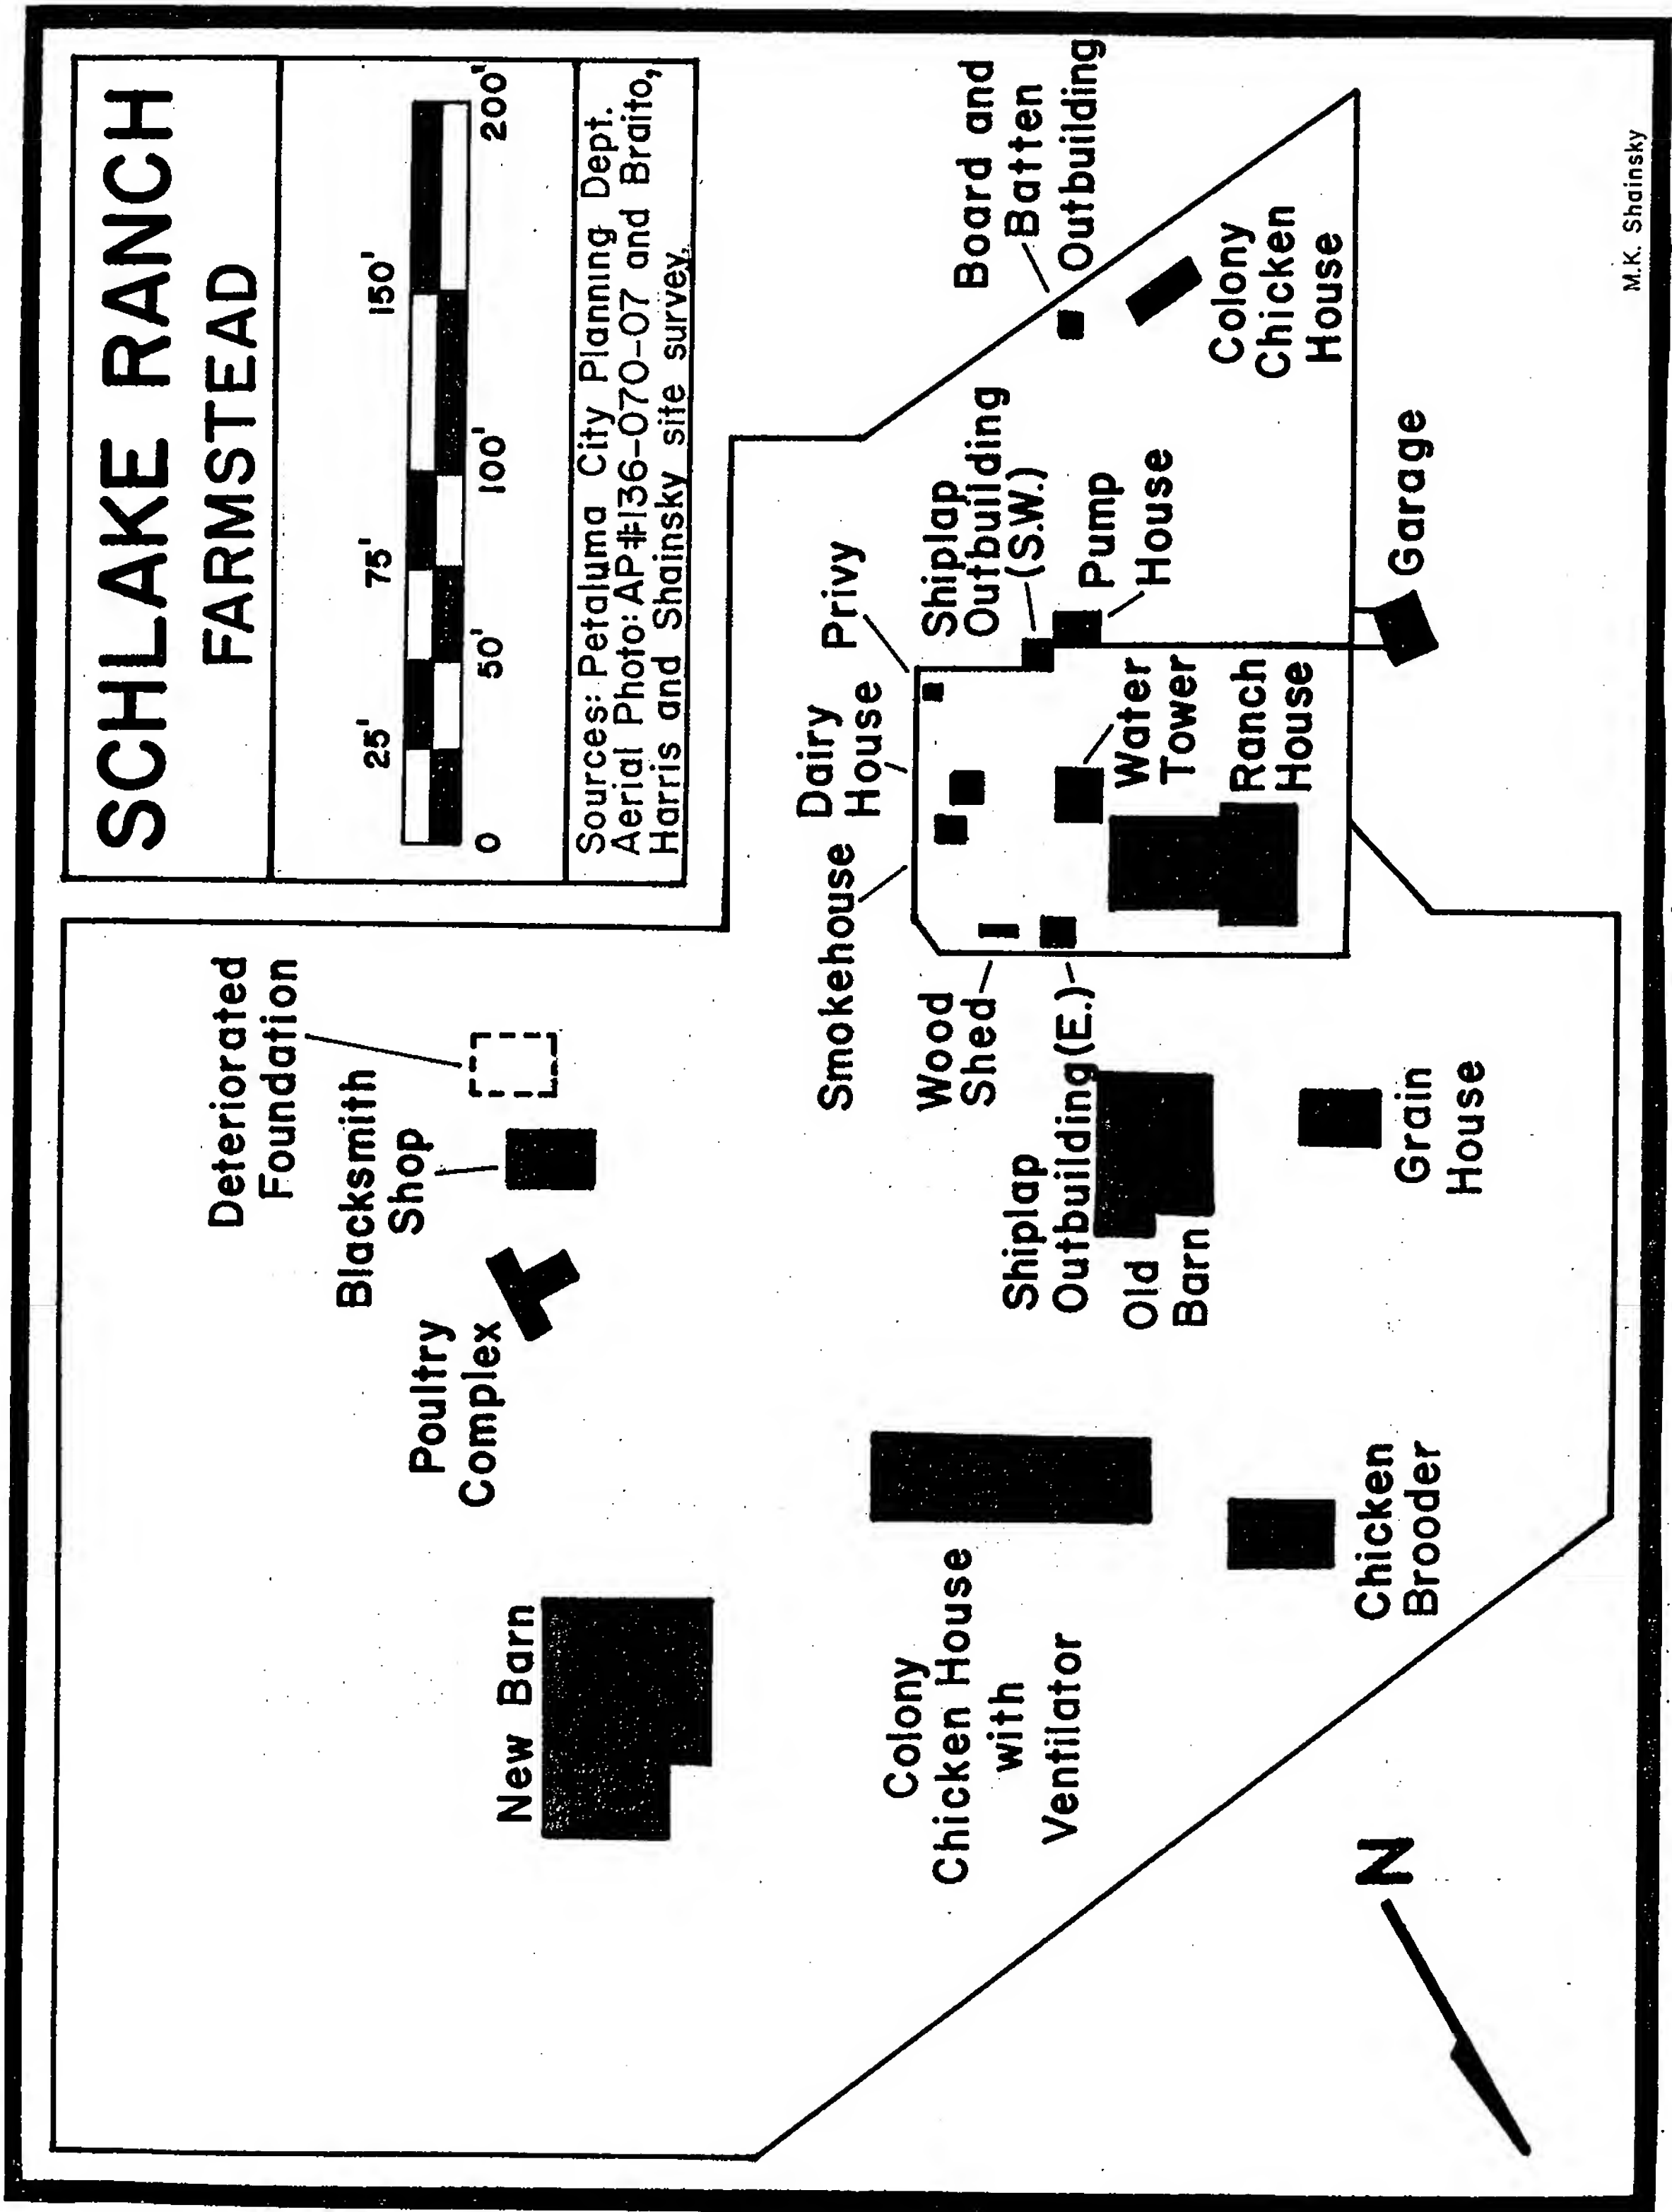 SCHLAKE RANCH
FARMSTEAD
25' 75' 150'
0 50' 100' 200'
Sources: Petaluma City Planning Dept.
Aerial Photo: AP#136-070-07 and Braito,
Harris and Shainsky site survey.
Deteriorated
Foundation
Blacksmith
Shop
Poultry
Complex
New Barn
Board and
Batten
Outbuilding
Colony
Chicken
House
Privy
Shiplap
Outbuilding
(S.W.)
Pump
House
Dairy
House
Smokehouse
Water
Tower
Ranch
House
Garage
Wood
Shed
Shiplap
Outbuilding (E.)
Old
Barn
Grain
House
Colony
Chicken House
with
Ventilator
Chicken
Brooder
N
M.K. Shainsky